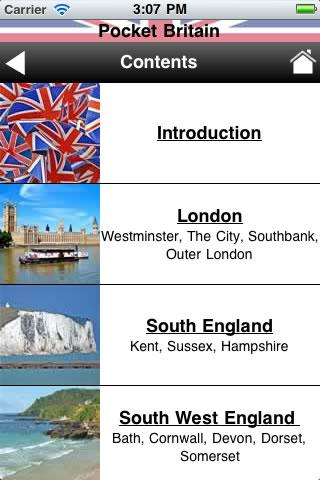 Carrier 3:07 PM
Pocket Britain
Contents
Introduction
London
Westminster, The City, Southbank,
Outer London
South England
Kent, Sussex, Hampshire
South West England
Bath, Cornwall, Devon, Dorset,
Somerset